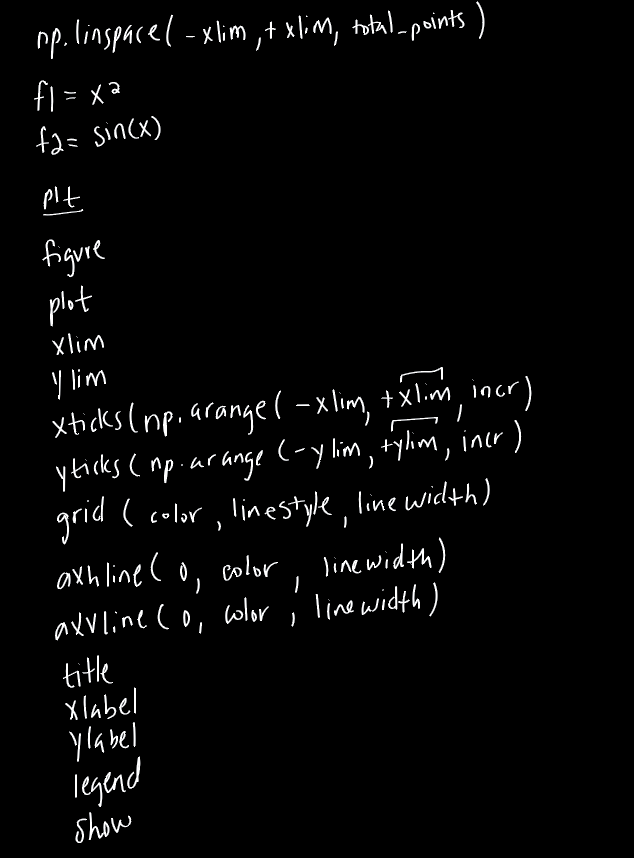 np.linspace(-xlim,+xlim, total_points)
f1 = x²
f2 = sin(x)
plt
figure
plot
xlim
ylim
xticks(np.arange(-xlim, +xlim, incr)
yticks(np.arange(-ylim, +ylim, incr)
grid (color, linestyle, linewidth)
axhline(0, color, linewidth)
axvline(0, color, linewidth)
title
xlabel
ylabel
legend
show